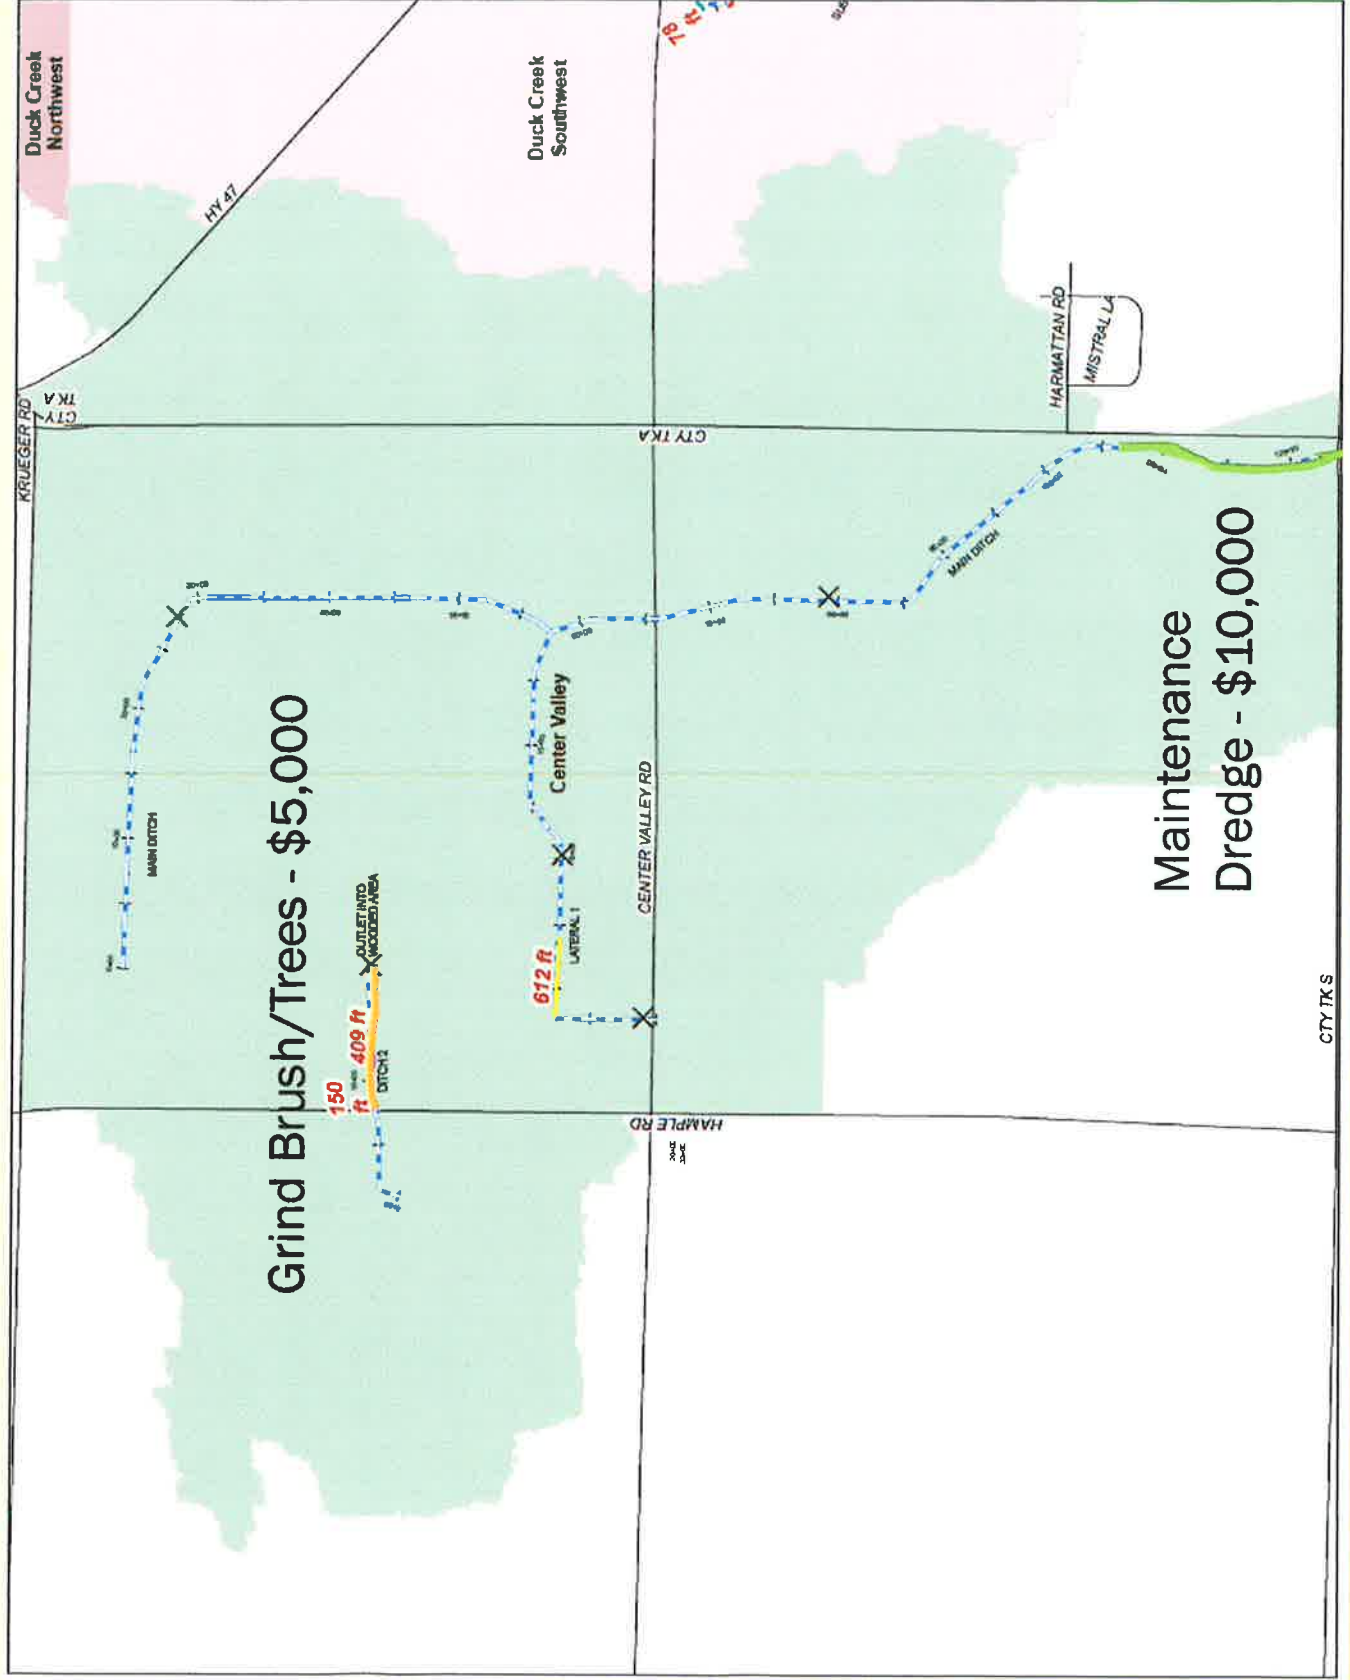 Duck Creek
Northwest
HY 47
Duck Creek
Southwest
78
ft
KRUEGER RD
CTY
TK A
CTY TK A
HARMATTAN RD
MISTRAL LA
MAIN DITCH
Grind Brush/Trees - $5,000
OUTLET INTO
WOODED AREA
150
ft
409 ft
DITCH 2
Center Valley
612 ft
LATERAL 1
CENTER VALLEY RD
MAIN DITCH
HAMPLE RD
Maintenance
Dredge - $10,000
CTY TK S